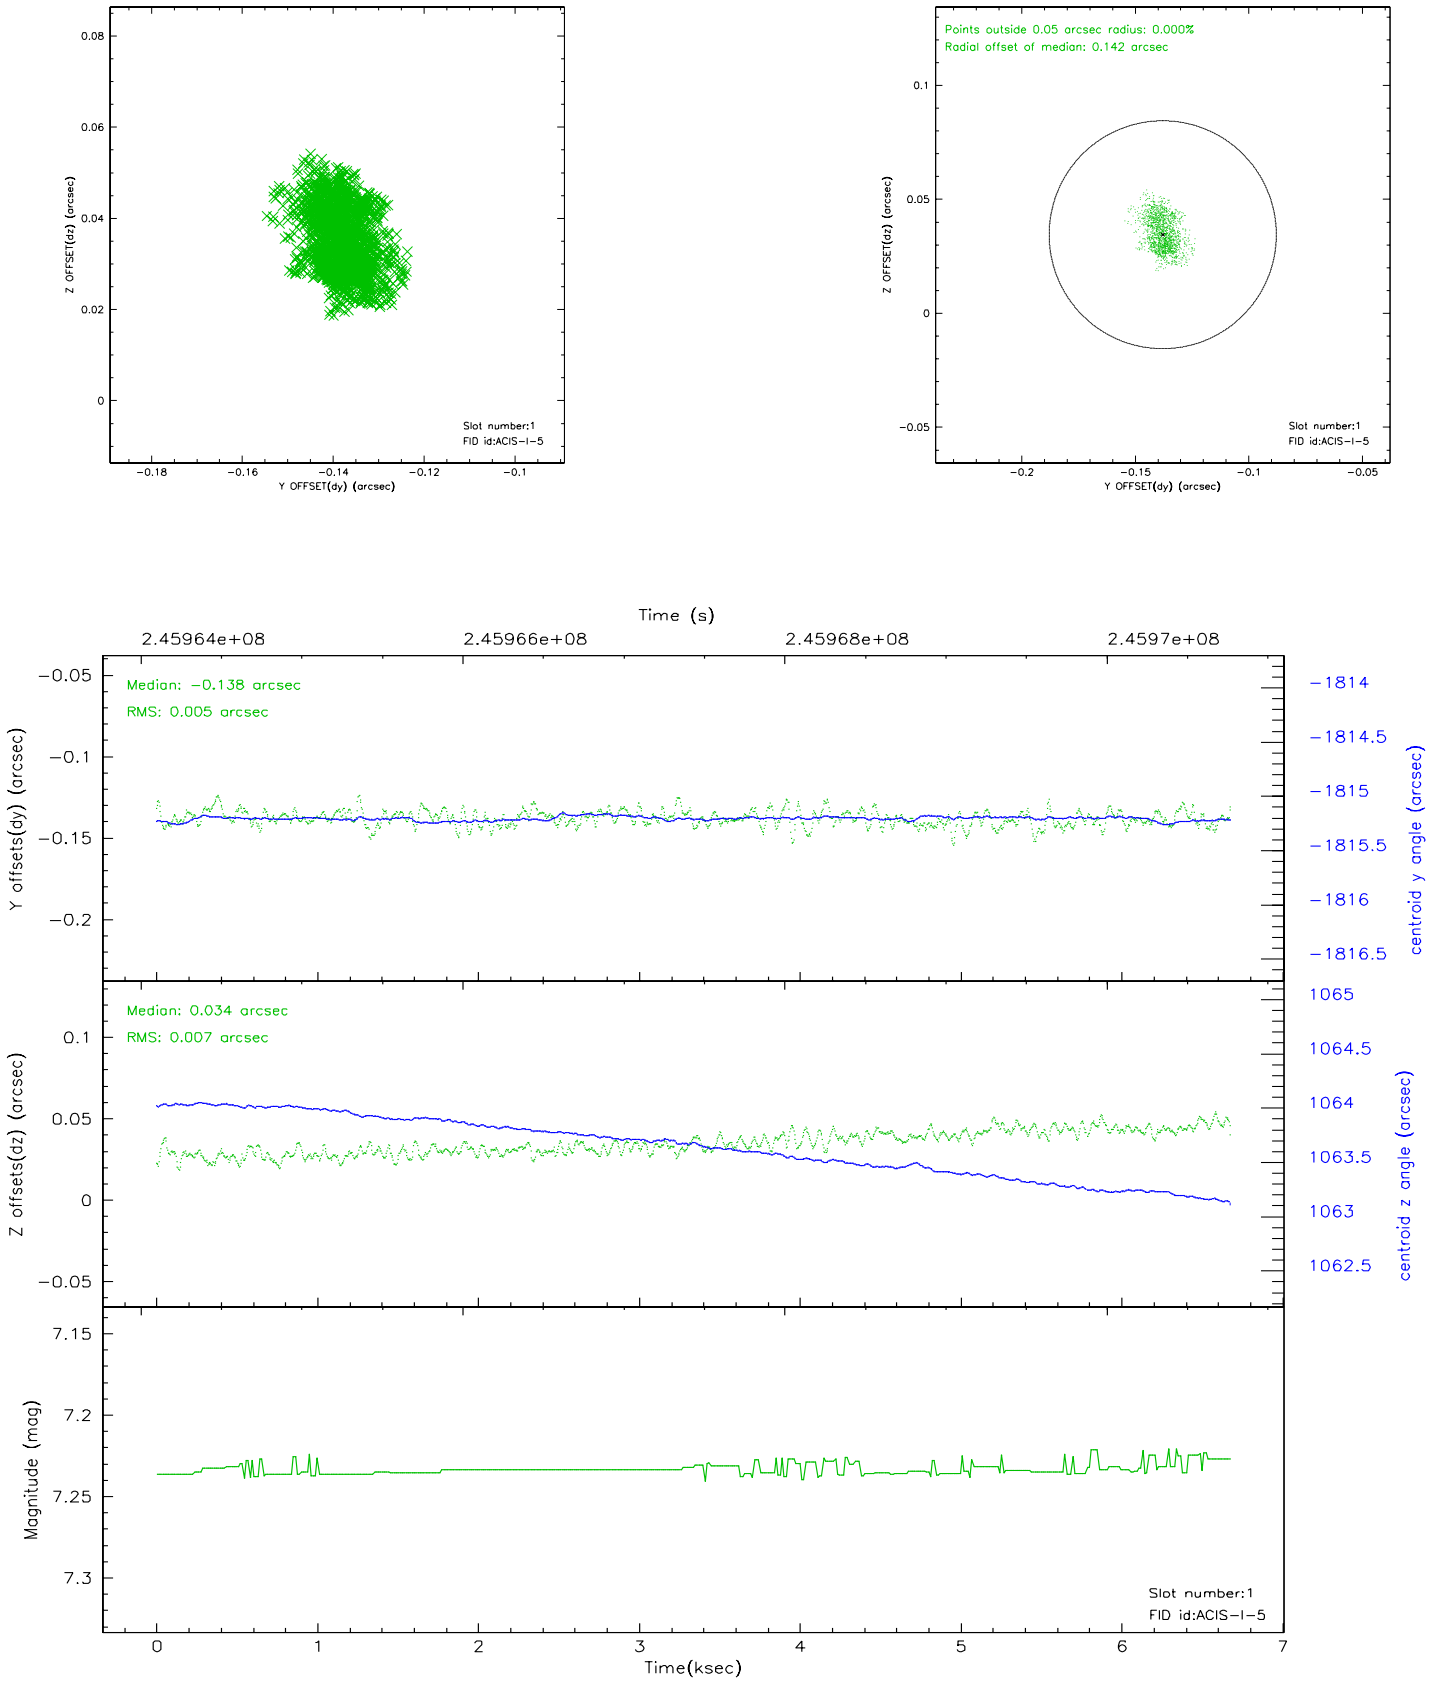 0.08
0.06
0.04
0.02
0
Z OFFSET(dz) (arcsec)
-0.18 -0.16 -0.14 -0.12 -0.1
Y OFFSET(dy) (arcsec)
Slot number:1
FID id:ACIS-I-5
Points outside 0.05 arcsec radius: 0.000%
Radial offset of median: 0.142 arcsec
0.1
0.05
0
-0.05
Z OFFSET(dz) (arcsec)
-0.2 -0.15 -0.1 -0.05
Y OFFSET(dy) (arcsec)
Slot number:1
FID id:ACIS-I-5
Time (s)
2.45964e+08 2.45966e+08 2.45968e+08 2.4597e+08
Median: -0.138 arcsec
RMS: 0.005 arcsec
-0.05
-0.1
-0.15
-0.2
Y offsets(dy) (arcsec)
-1814
-1814.5
-1815
-1815.5
-1816
-1816.5
centroid y angle (arcsec)
Median: 0.034 arcsec
RMS: 0.007 arcsec
0.1
0.05
0
-0.05
Z offsets(dz) (arcsec)
1065
1064.5
1064
1063.5
1063
1062.5
centroid z angle (arcsec)
7.15
7.2
7.25
7.3
Magnitude (mag)
Slot number:1
FID id:ACIS-I-5
0 1 2 3 4 5 6 7
Time(ksec)